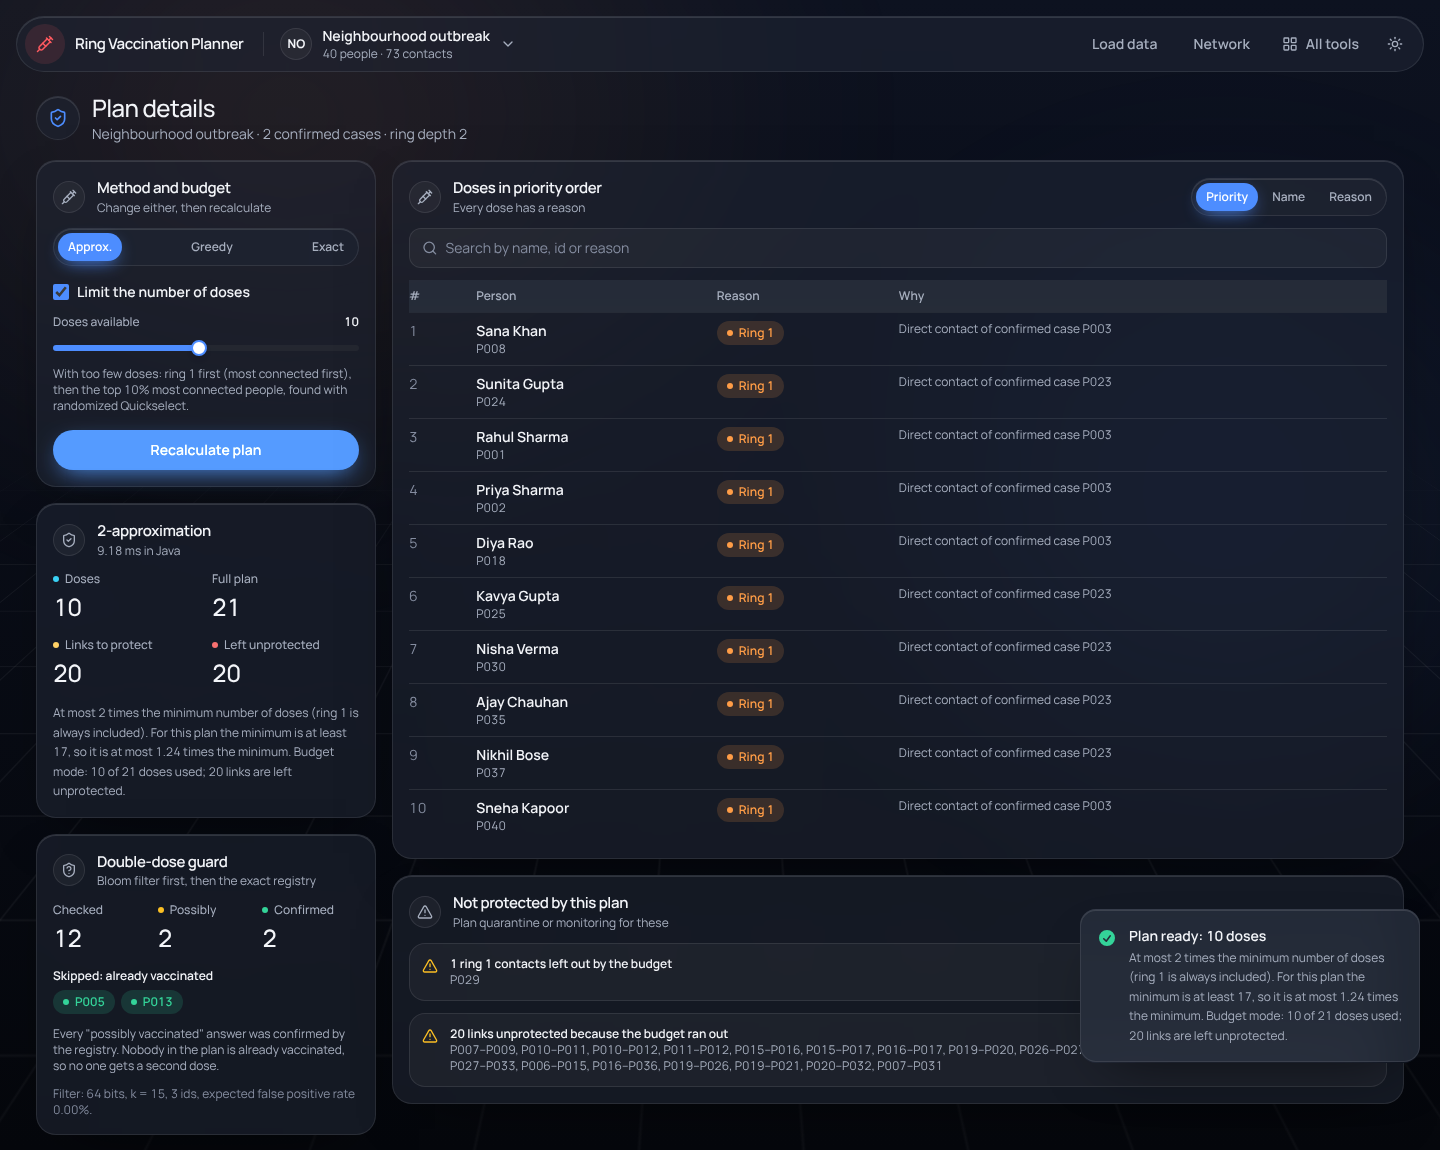 Ring Vaccination Planner
NO
Neighbourhood outbreak
40 people · 73 contacts
Load data
Network
All tools
Plan details
Neighbourhood outbreak · 2 confirmed cases · ring depth 2
Method and budget
Change either, then recalculate
Approx.
Greedy
Exact
Limit the number of doses
Doses available
10
With too few doses: ring 1 first (most connected first),
then the top 10% most connected people, found with
randomized Quickselect.
Recalculate plan
2-approximation
9.18 ms in Java
Doses
Full plan
10
21
Links to protect
Left unprotected
20
20
At most 2 times the minimum number of doses (ring 1 is
always included). For this plan the minimum is at least
17, so it is at most 1.24 times the minimum. Budget
mode: 10 of 21 doses used; 20 links are left
unprotected.
Double-dose guard
Bloom filter first, then the exact registry
Checked
Possibly
Confirmed
12
2
2
Skipped: already vaccinated
P005
P013
Every "possibly vaccinated" answer was confirmed by
the registry. Nobody in the plan is already vaccinated,
so no one gets a second dose.
Filter: 64 bits, k = 15, 3 ids, expected false positive rate
0.00%.
Doses in priority order
Every dose has a reason
Priority
Name
Reason
Search by name, id or reason
# Person Reason Why
1 Sana Khan Ring 1 Direct contact of confirmed case P003
P008
2 Sunita Gupta Ring 1 Direct contact of confirmed case P023
P024
3 Rahul Sharma Ring 1 Direct contact of confirmed case P003
P001
4 Priya Sharma Ring 1 Direct contact of confirmed case P003
P002
5 Diya Rao Ring 1 Direct contact of confirmed case P003
P018
6 Kavya Gupta Ring 1 Direct contact of confirmed case P023
P025
7 Nisha Verma Ring 1 Direct contact of confirmed case P023
P030
8 Ajay Chauhan Ring 1 Direct contact of confirmed case P023
P035
9 Nikhil Bose Ring 1 Direct contact of confirmed case P023
P037
10 Sneha Kapoor Ring 1 Direct contact of confirmed case P003
P040
Not protected by this plan
Plan quarantine or monitoring for these
1 ring 1 contacts left out by the budget
P029
20 links unprotected because the budget ran out
P007–P009, P010–P011, P010–P012, P011–P012, P015–P016, P015–P017, P016–P017, P019–P020, P026–P027
P027–P033, P006–P015, P016–P036, P019–P026, P019–P021, P020–P032, P007–P031
Plan ready: 10 doses
At most 2 times the minimum number of doses
(ring 1 is always included). For this plan the
minimum is at least 17, so it is at most 1.24 times
the minimum. Budget mode: 10 of 21 doses used;
20 links are left unprotected.